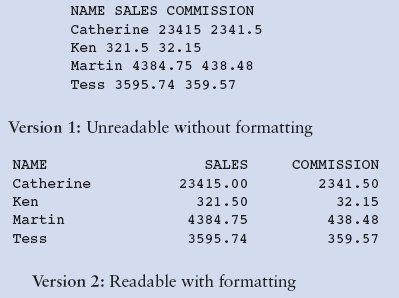 NAME SALES COMMISSION
Catherine 23415 2341.5
Ken 321.5 32.15
Martin 4384.75 438.48
Tess 3595.74 359.57
Version 1: Unreadable without formatting
NAME SALES COMMISSION
Catherine 23415.00 2341.50
Ken 321.50 32.15
Martin 4384.75 438.48
Tess 3595.74 359.57
Version 2: Readable with formatting